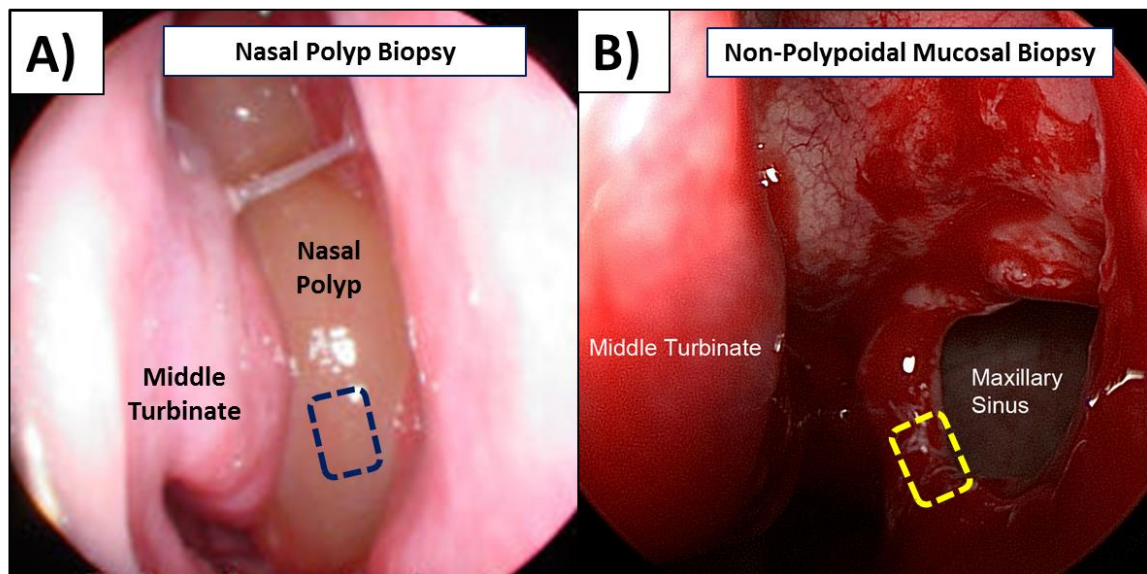 A)
Nasal Polyp Biopsy
Nasal
Polyp
Middle
Turbinate
B)
Non-Polypoidal Mucosal Biopsy
Middle Turbinate
Maxillary
Sinus